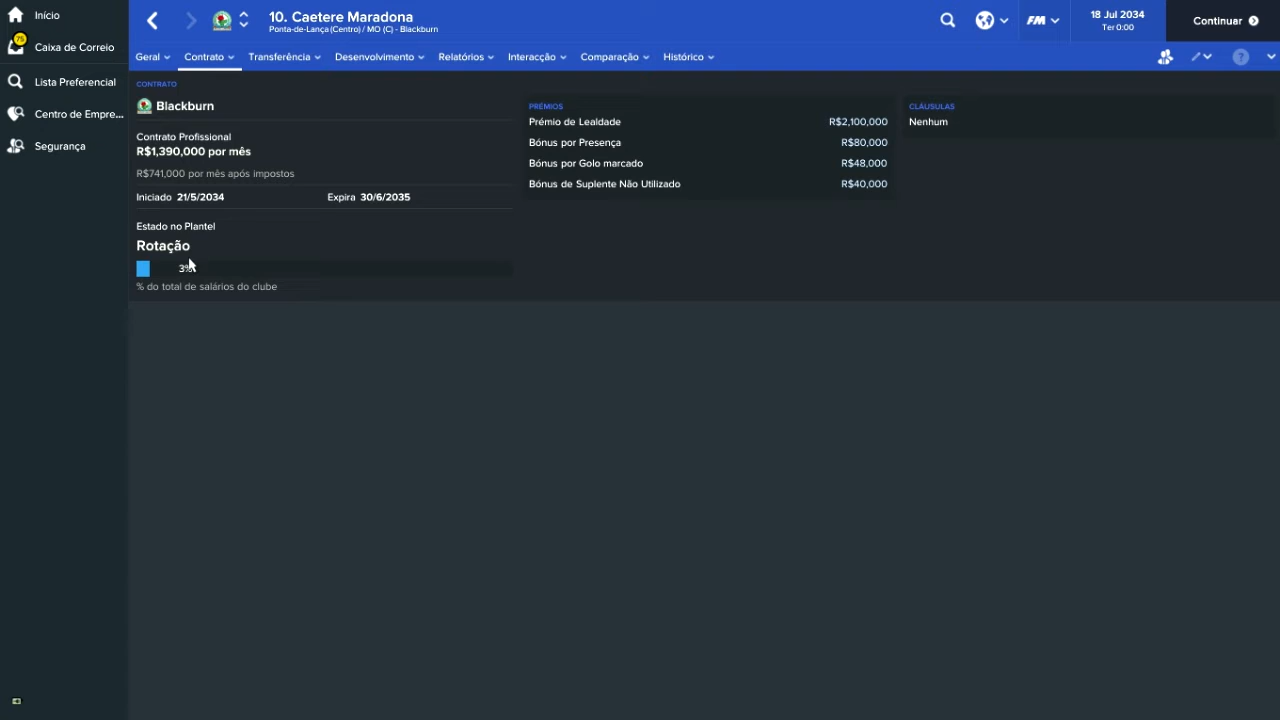 Início
75
Caixa de Correio
Lista Preferencial
Centro de Empre...
Segurança
10. Caetere Maradona
Ponta-de-Lança (Centro) / MO (C) - Blackburn
FM
18 Jul 2034
Ter 0:00
Continuar
Geral
Contrato
Transferência
Desenvolvimento
Relatórios
Interacção
Comparação
Histórico
?
CONTRATO
Blackburn
Contrato Profissional
R$1,390,000 por mês
R$741,000 por mês após impostos
Iniciado 21/5/2034 Expira 30/6/2035
Estado no Plantel
Rotação
3%
% do total de salários do clube
PRÉMIOS
Prémio de Lealdade R$2,100,000
Bónus por Presença R$80,000
Bónus por Golo marcado R$48,000
Bónus de Suplente Não Utilizado R$40,000
CLÁUSULAS
Nenhum